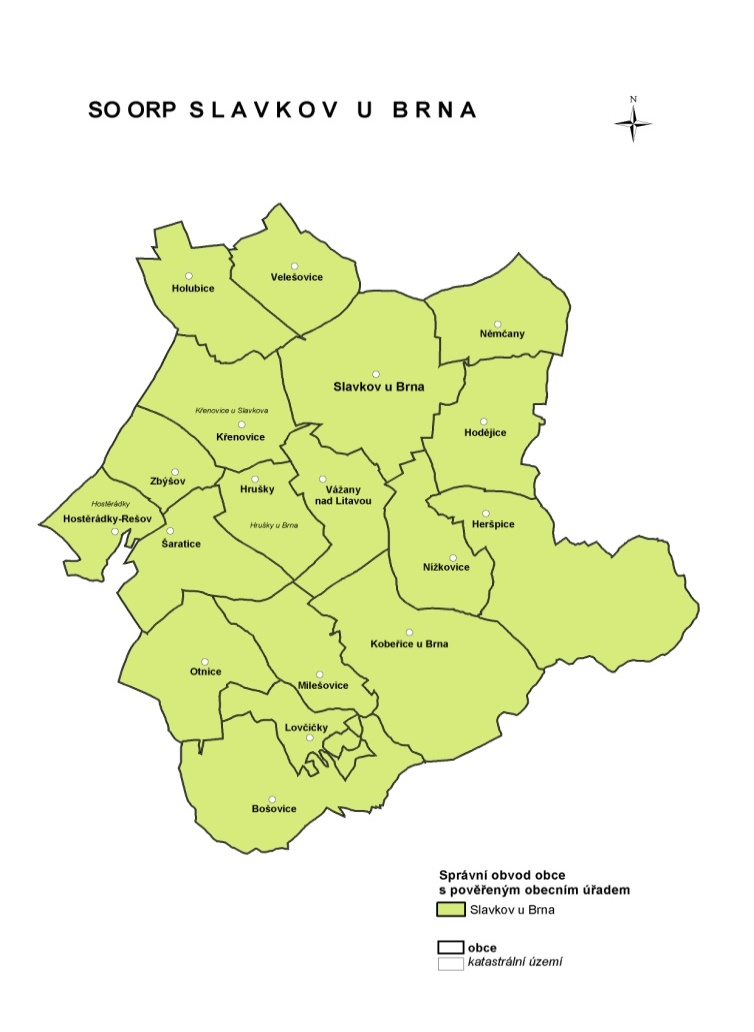 SO ORP S L A V K O V U B R N A
N
Velešovice
Holubice
Němčany
Slavkov u Brna
Křenovice u Slavkova
Křenovice
Hodějice
Zbýšov
Hrušky
Vážany
nad Litavou
Hostěrádky
Hostěrádky-Rešov
Heršpice
Hrušky u Brna
Šaratice
Nížkovice
Kobeřice u Brna
Otnice
Milešovice
Lovčičky
Bošovice
Správní obvod obce
s pověřeným obecním úřadem
Slavkov u Brna
obce
katastrální území